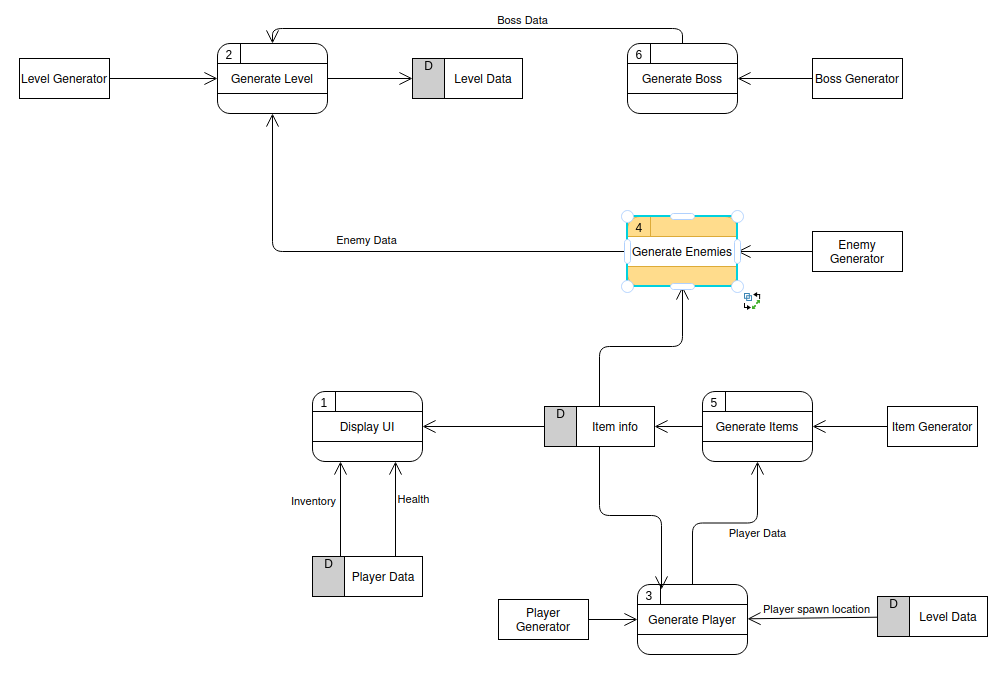 Boss Data
2
6
Level Generator
Generate Level
D
Level Data
Generate Boss
Boss Generator
4
Enemy Data
Generate Enemies
Enemy
Generator
1
D
5
Display UI
Item info
Generate Items
Item Generator
Inventory
Health
Player Data
D
Player Data
3
Player
Generator
Generate Player
Player spawn location
D
Level Data